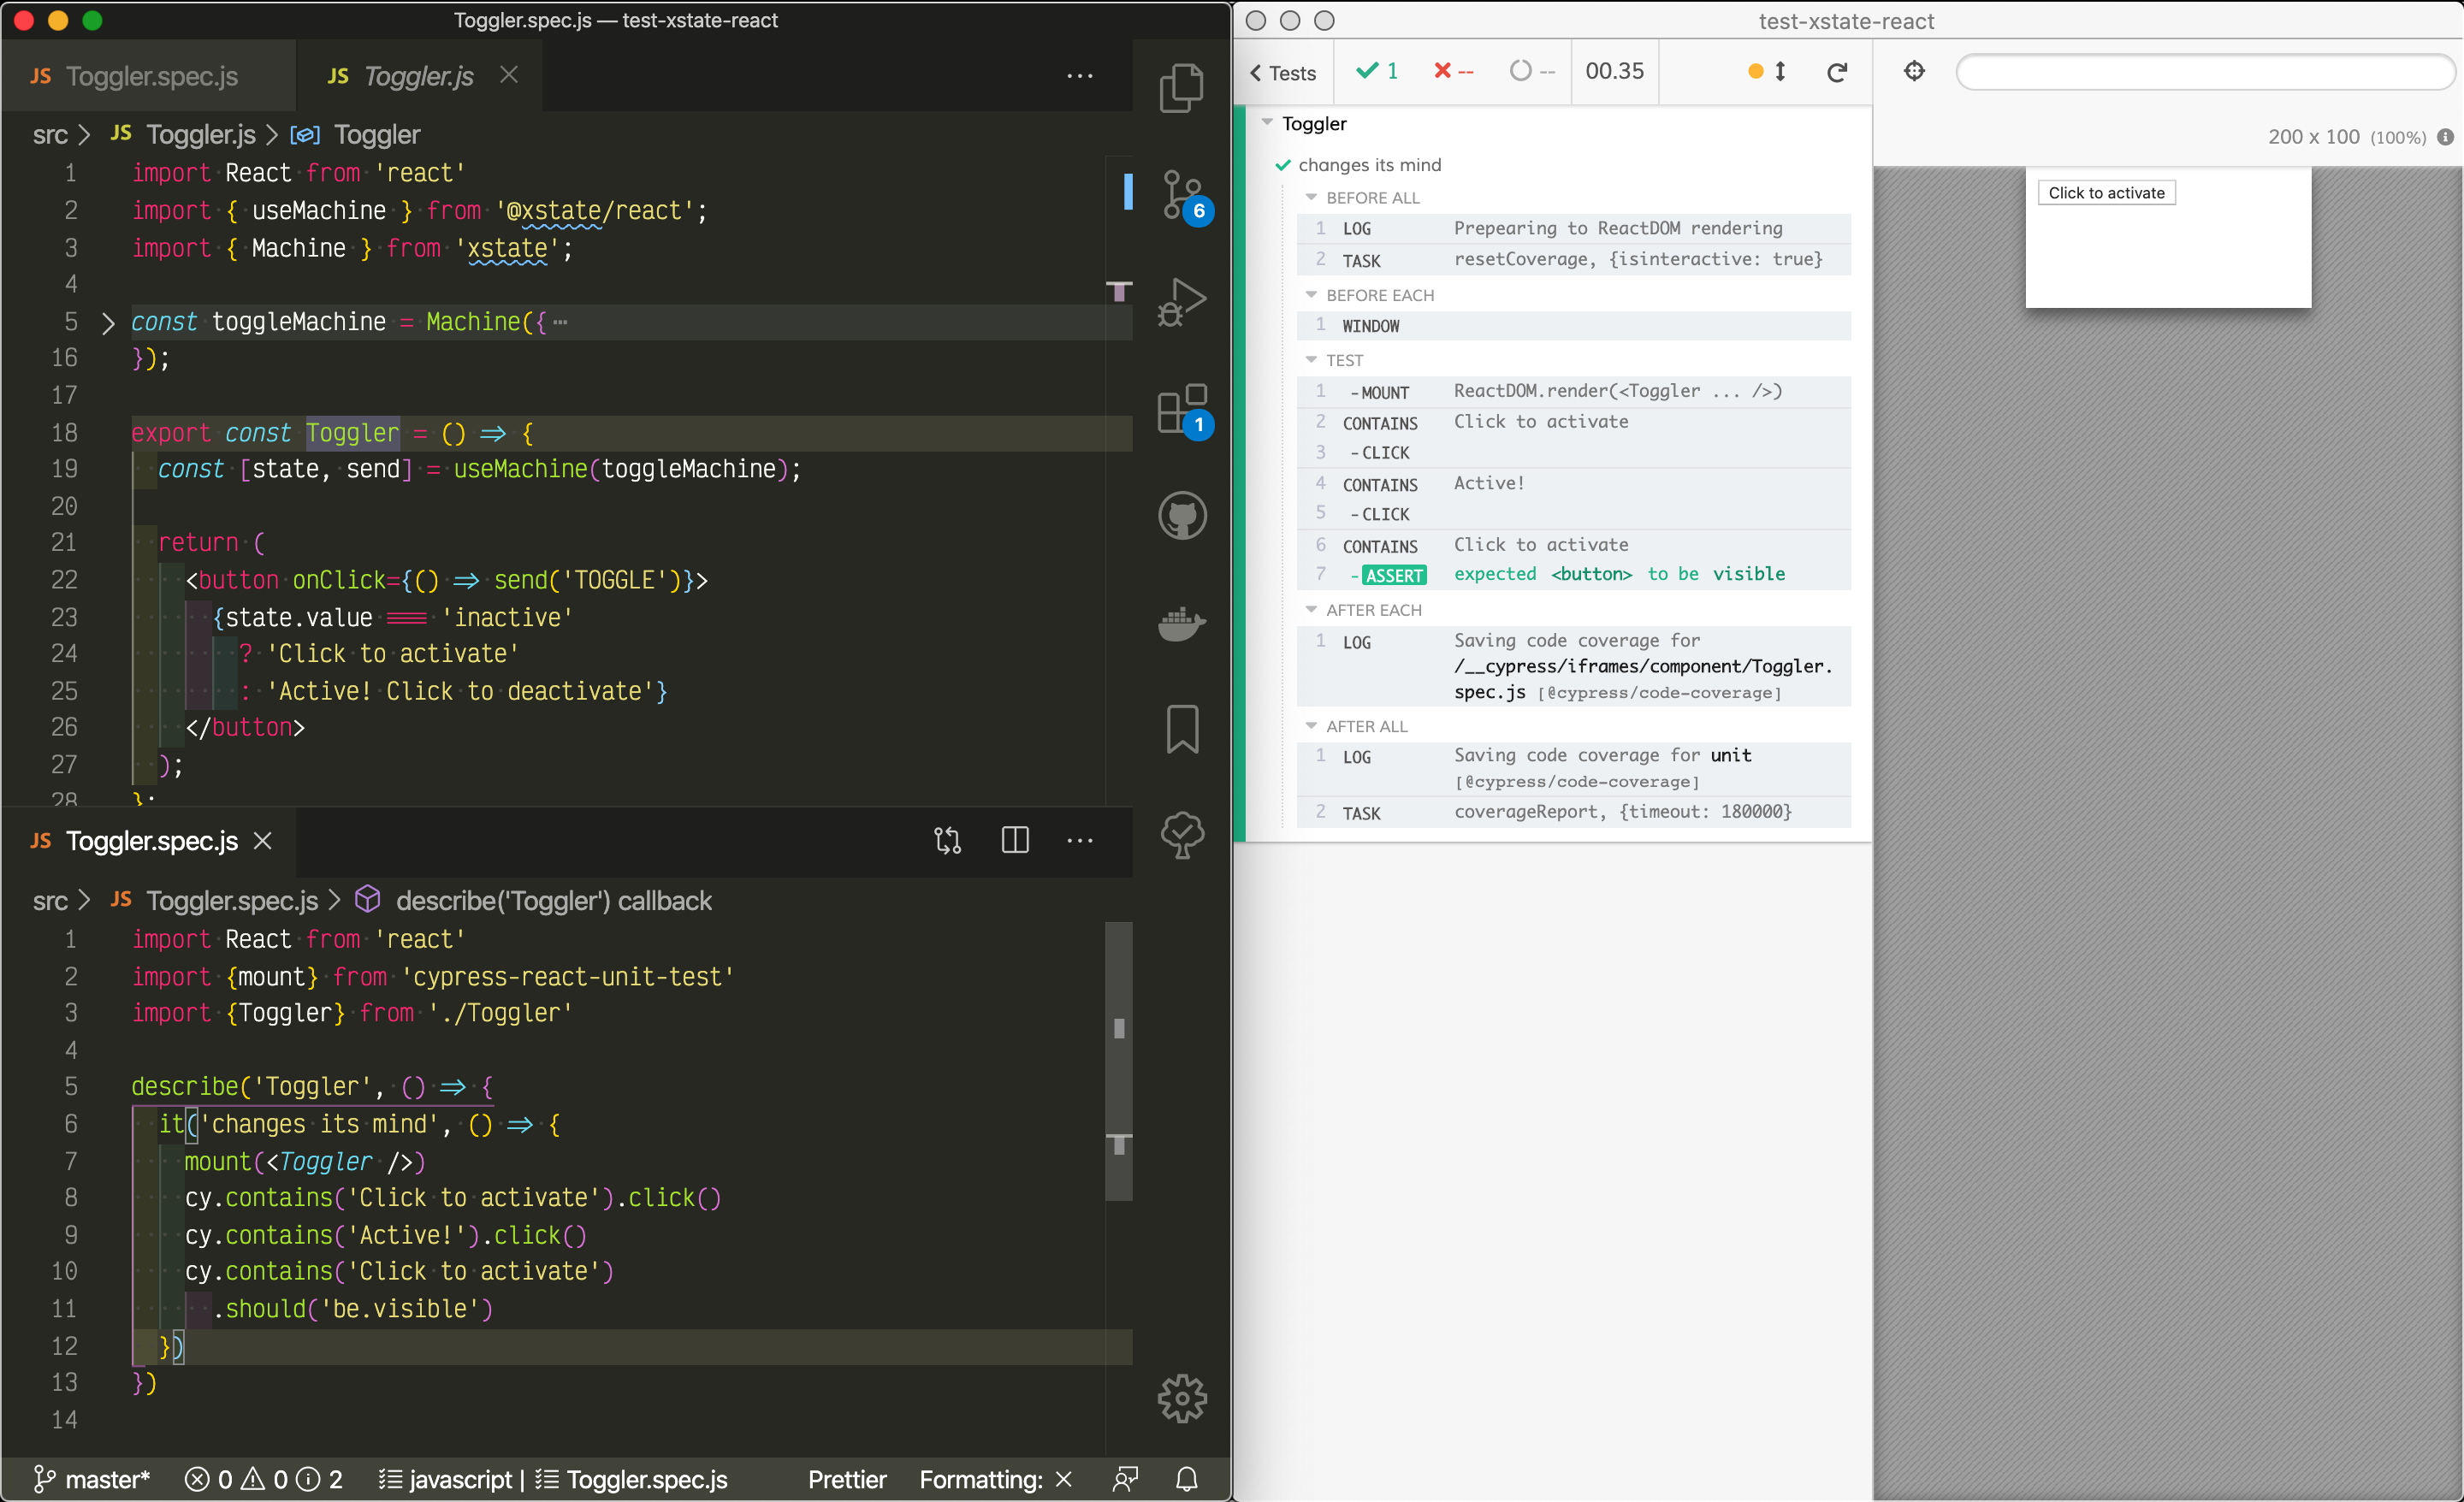 Toggler.spec.js — test-xstate-react
JS Toggler.spec.js
JS Toggler.js
src > JS Toggler.js > Toggler
1 import React from 'react'
2 import { useMachine } from '@xstate/react';
3 import { Machine } from 'xstate';
4
5 const toggleMachine = Machine({ ⋯
16 });
17
18 export const Toggler = () => {
19 const [state, send] = useMachine(toggleMachine);
20
21 return (
22 <button onClick={() => send('TOGGLE')}>
23 {state.value === 'inactive'
24 ? 'Click to activate'
25 : 'Active! Click to deactivate'}
26 </button>
27 );
28 };
6
1
JS Toggler.spec.js
src > JS Toggler.spec.js > describe('Toggler') callback
1 import React from 'react'
2 import {mount} from 'cypress-react-unit-test'
3 import {Toggler} from './Toggler'
4
5 describe('Toggler', () => {
6 it('changes its mind', () => {
7 mount(<Toggler />)
8 cy.contains('Click to activate').click()
9 cy.contains('Active!').click()
10 cy.contains('Click to activate')
11 .should('be.visible')
12 })
13 })
14
master* 0 0 2 javascript | Toggler.spec.js Prettier Formatting: ×
test-xstate-react
< Tests 1 -- -- 00.35
200 x 100 (100%)
Toggler
changes its mind
BEFORE ALL
1 LOG Prepearing to ReactDOM rendering
2 TASK resetCoverage, {isinteractive: true}
BEFORE EACH
1 WINDOW
TEST
1 -MOUNT ReactDOM.render(<Toggler ... />)
2 CONTAINS Click to activate
3 -CLICK
4 CONTAINS Active!
5 -CLICK
6 CONTAINS Click to activate
7 -ASSERT expected <button> to be visible
AFTER EACH
1 LOG Saving code coverage for
/__cypress/iframes/component/Toggler.
spec.js [@cypress/code-coverage]
AFTER ALL
1 LOG Saving code coverage for unit
[@cypress/code-coverage]
2 TASK coverageReport, {timeout: 180000}
Click to activate